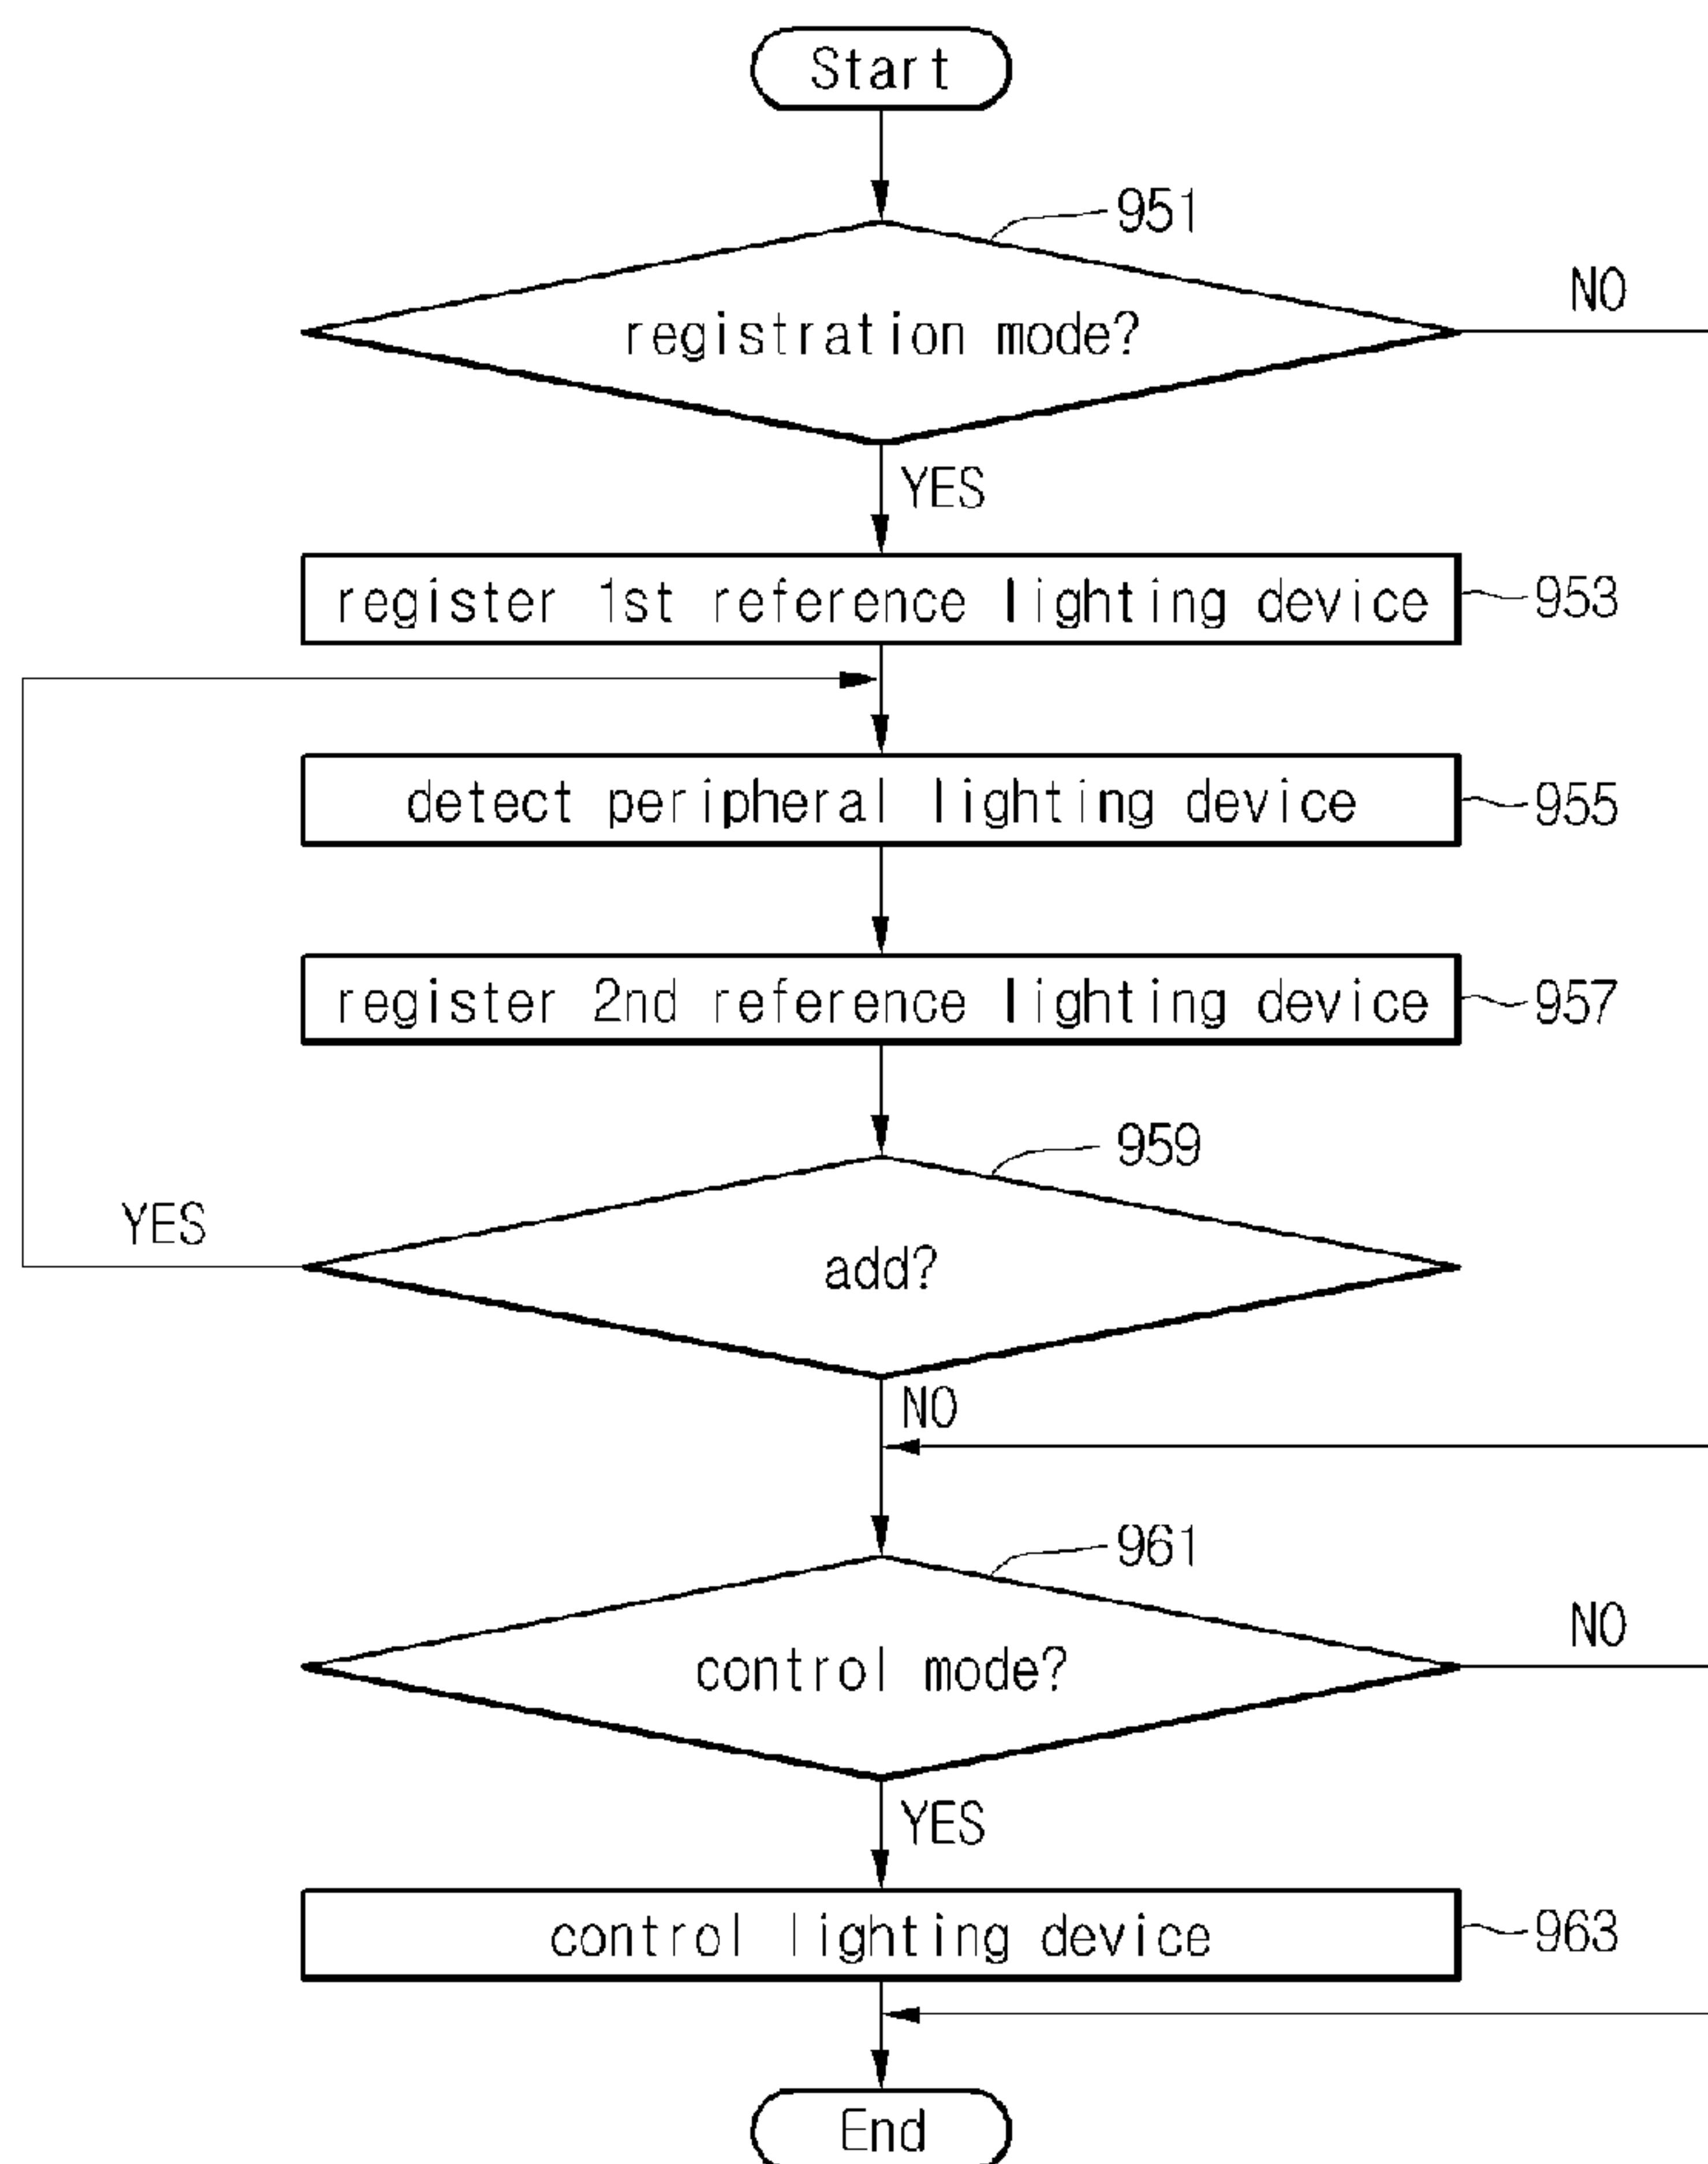 Start
951
NO
registration mode?
YES
register 1st reference lighting device
953
detect peripheral lighting device
955
register 2nd reference lighting device
957
959
YES
add?
NO
961
NO
control mode?
YES
control lighting device
963
End